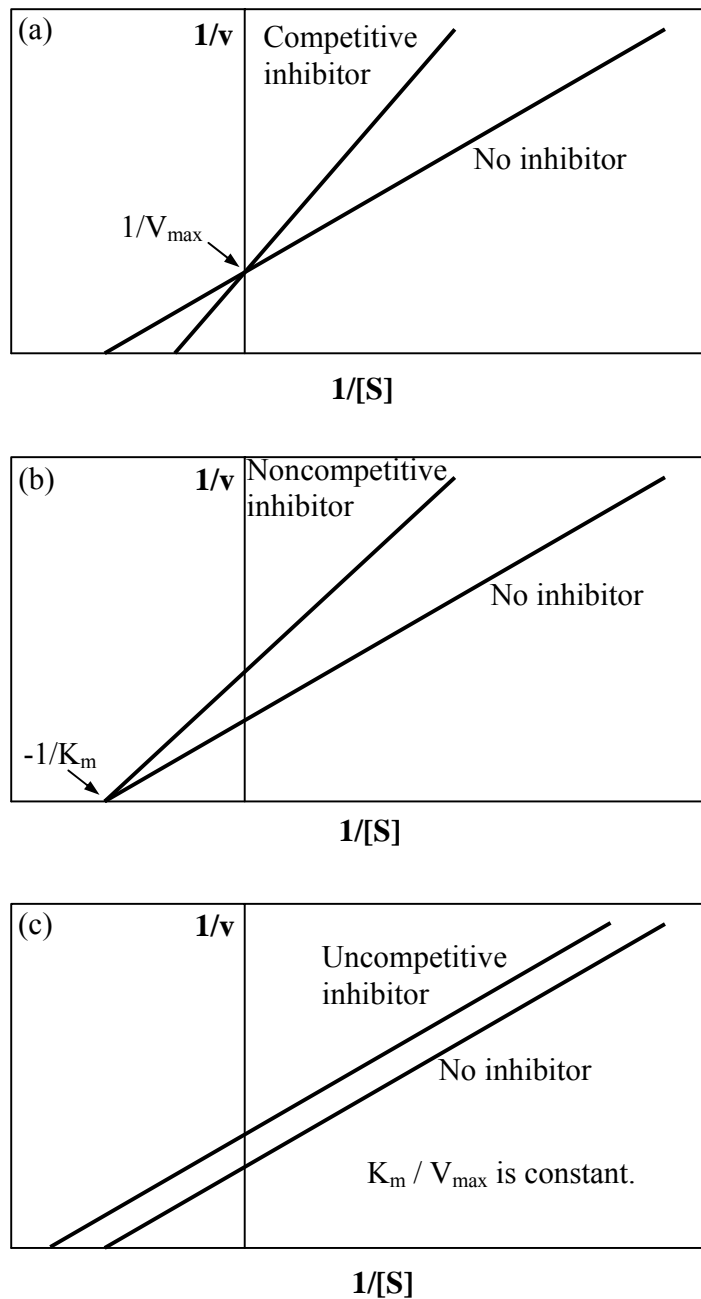 (a)
1/v
Competitive
inhibitor
No inhibitor
1/Vmax
1/[S]
(b)
1/v
Noncompetitive
inhibitor
No inhibitor
-1/Km
1/[S]
(c)
1/v
Uncompetitive
inhibitor
No inhibitor
Km / Vmax is constant.
1/[S]